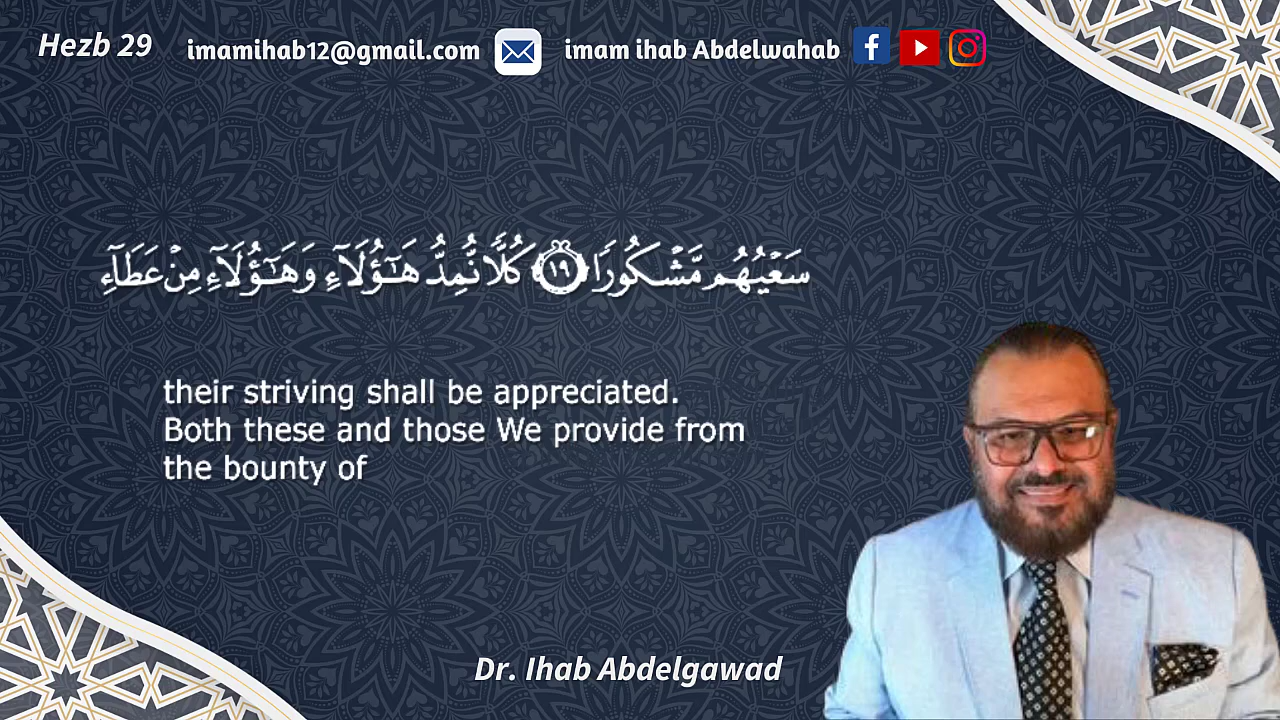 Hezb 29
imamihab12@gmail.com
imam ihab Abdelwahab
سَعْيُهُم مَّشْكُورًا ١٩ كُلًّا نُّمِدُّ هَٰٓؤُلَآءِ وَهَٰٓؤُلَآءِ مِنْ عَطَآءِ
their striving shall be appreciated.
Both these and those We provide from
the bounty of
Dr. Ihab Abdelgawad